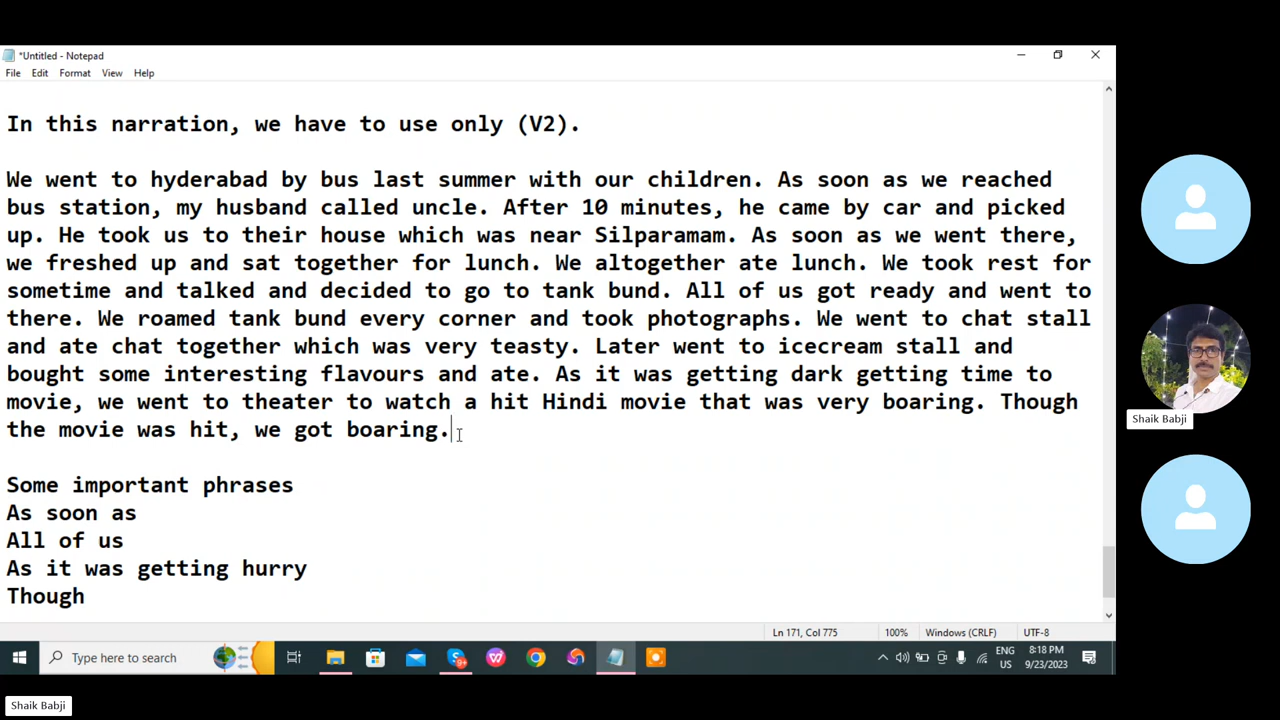 *Untitled - Notepad
File Edit Format View Help
In this narration, we have to use only (V2).
We went to hyderabad by bus last summer with our children. As soon as we reached
bus station, my husband called uncle. After 10 minutes, he came by car and picked
up. He took us to their house which was near Silparamam. As soon as we went there,
we freshed up and sat together for lunch. We altogether ate lunch. We took rest for
sometime and talked and decided to go to tank bund. All of us got ready and went to
there. We roamed tank bund every corner and took photographs. We went to chat stall
and ate chat together which was very teasty. Later went to icecream stall and
bought some interesting flavours and ate. As it was getting dark getting time to
movie, we went to theater to watch a hit Hindi movie that was very boaring. Though
the movie was hit, we got boaring.
Some important phrases
As soon as
All of us
As it was getting hurry
Though
Shaik Babji
Ln 171, Col 775 100% Windows (CRLF) UTF-8
Type here to search
ENG
US
8:18 PM
9/23/2023
Shaik Babji